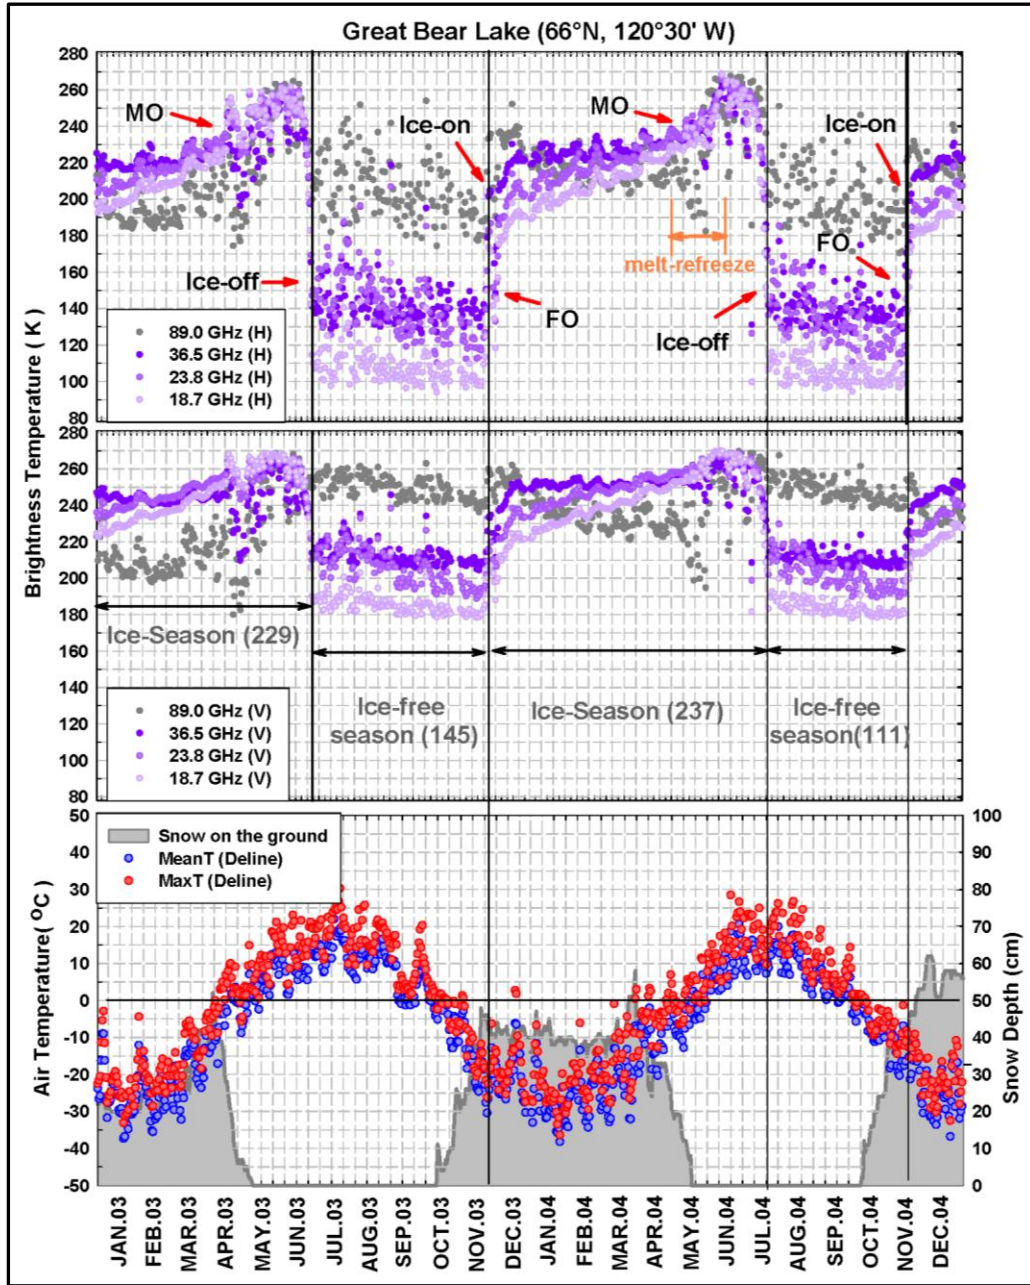 Great Bear Lake (66°N, 120°30' W)
280
260
240
220
200
180
160
140
120
100
80
MO
Ice-on
MO
Ice-on
Ice-off
FO
melt-refreeze
Ice-off
FO
89.0 GHz (H)
36.5 GHz (H)
23.8 GHz (H)
18.7 GHz (H)
Brightness Temperature ( K )
280
260
240
220
200
180
160
140
120
100
80
Ice-Season (229)
Ice-free
season (145)
Ice-Season (237)
Ice-free
season(111)
89.0 GHz (V)
36.5 GHz (V)
23.8 GHz (V)
18.7 GHz (V)
Air Temperature( °C)
50
40
30
20
10
0
-10
-20
-30
-40
-50
Snow on the ground
MeanT (Deline)
MaxT (Deline)
100
90
80
70
60
50
40
30
20
10
0
Snow Depth (cm)
JAN.03
FEB.03
MAR.03
APR.03
MAY.03
JUN.03
JUL.03
AUG.03
SEP.03
OCT.03
NOV.03
DEC.03
JAN.04
FEB.04
MAR.04
APR.04
MAY.04
JUN.04
JUL.04
AUG.04
SEP.04
OCT.04
NOV.04
DEC.04